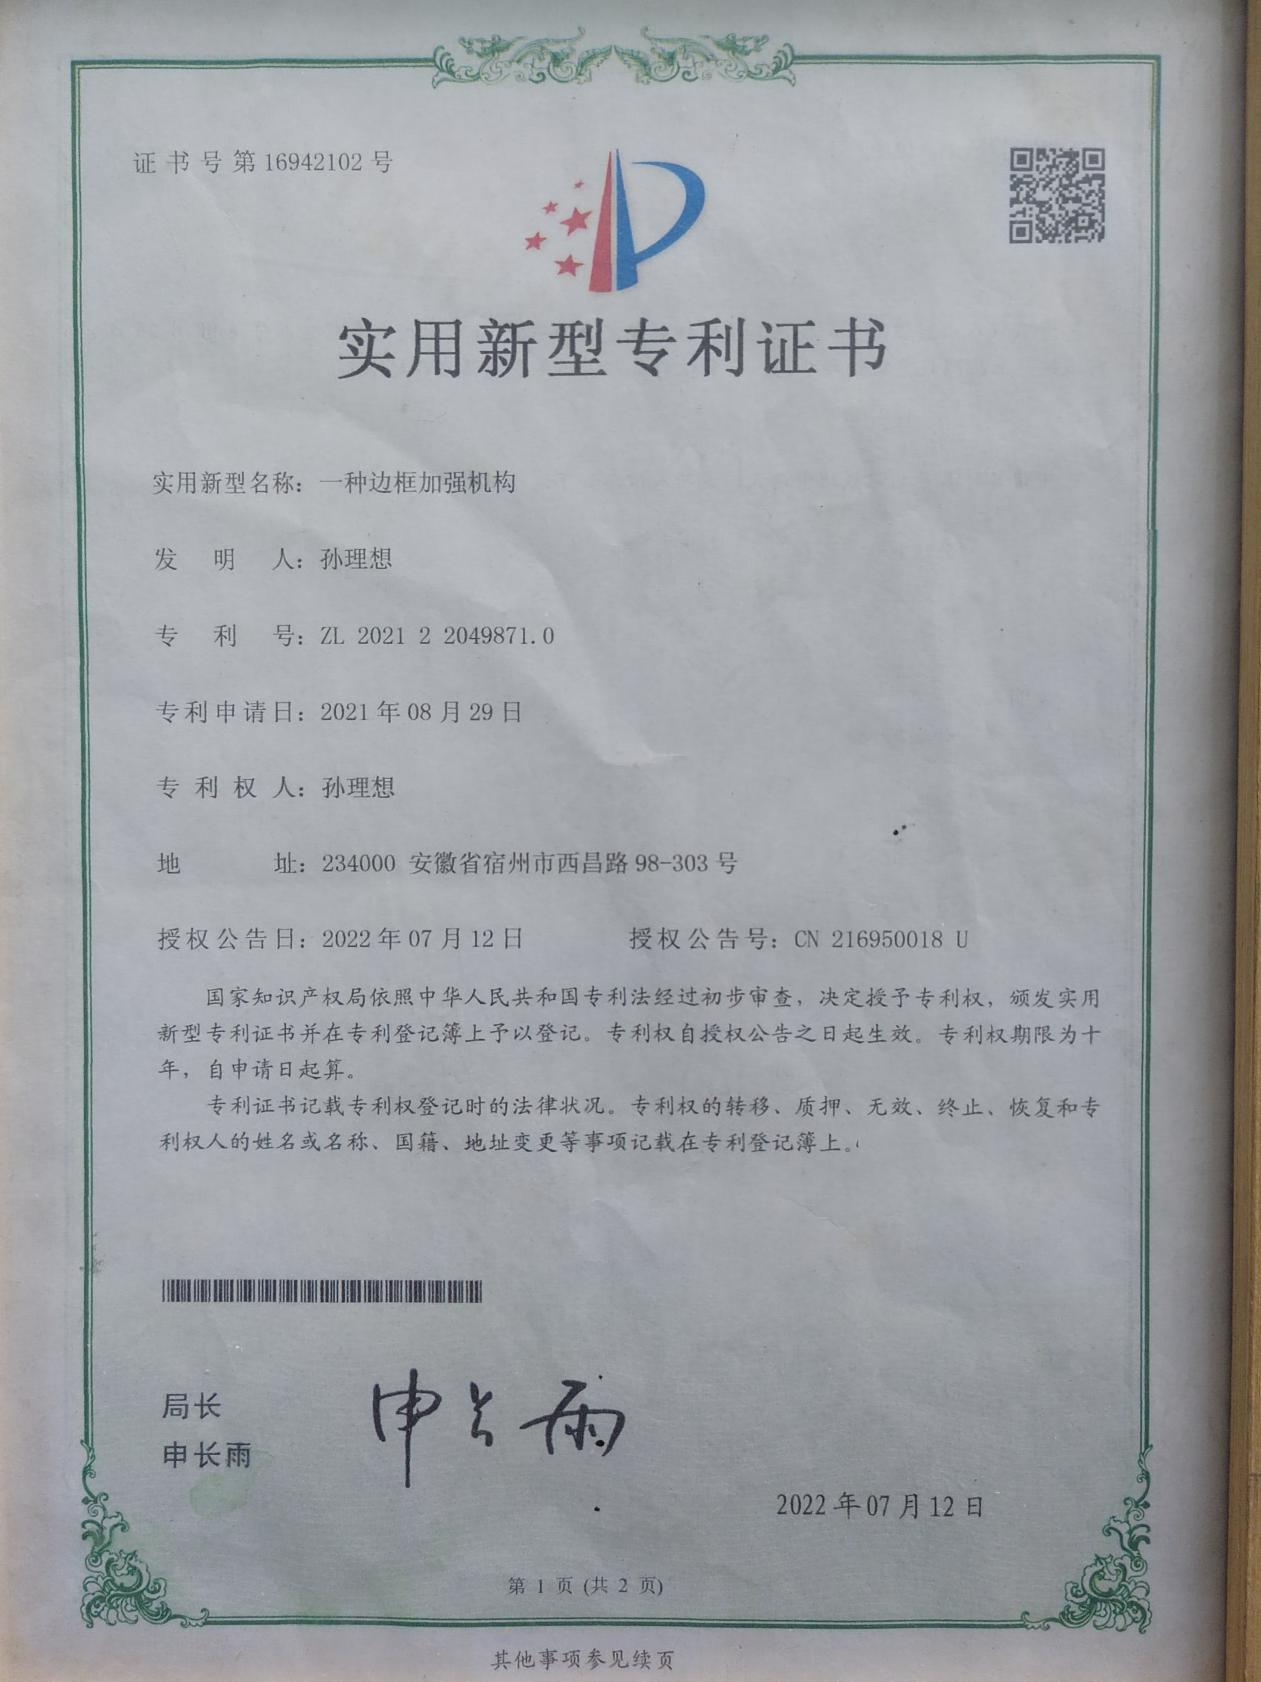 证书号第16942102号
实用新型专利证书
实用新型名称：一种边框加强机构
发明人：孙理想
专利号：ZL 2021 2 2049871.0
专利申请日：2021年08月29日
专利权人：孙理想
地址：234000 安徽省宿州市西昌路98-303号
授权公告日：2022年07月12日 授权公告号：CN 216950018 U
国家知识产权局依照中华人民共和国专利法经过初步审查，决定授予专利权，颁发实用
新型专利证书并在专利登记簿上予以登记。专利权自授权公告之日起生效。专利权期限为十
年，自申请日起算。
专利证书记载专利权登记时的法律状况。专利权的转移、质押、无效、终止、恢复和专
利权人的姓名或名称、国籍、地址变更等事项记载在专利登记簿上。
局长
申长雨
申长雨
2022年07月12日
第 1 页 (共 2 页)
其他事项参见续页